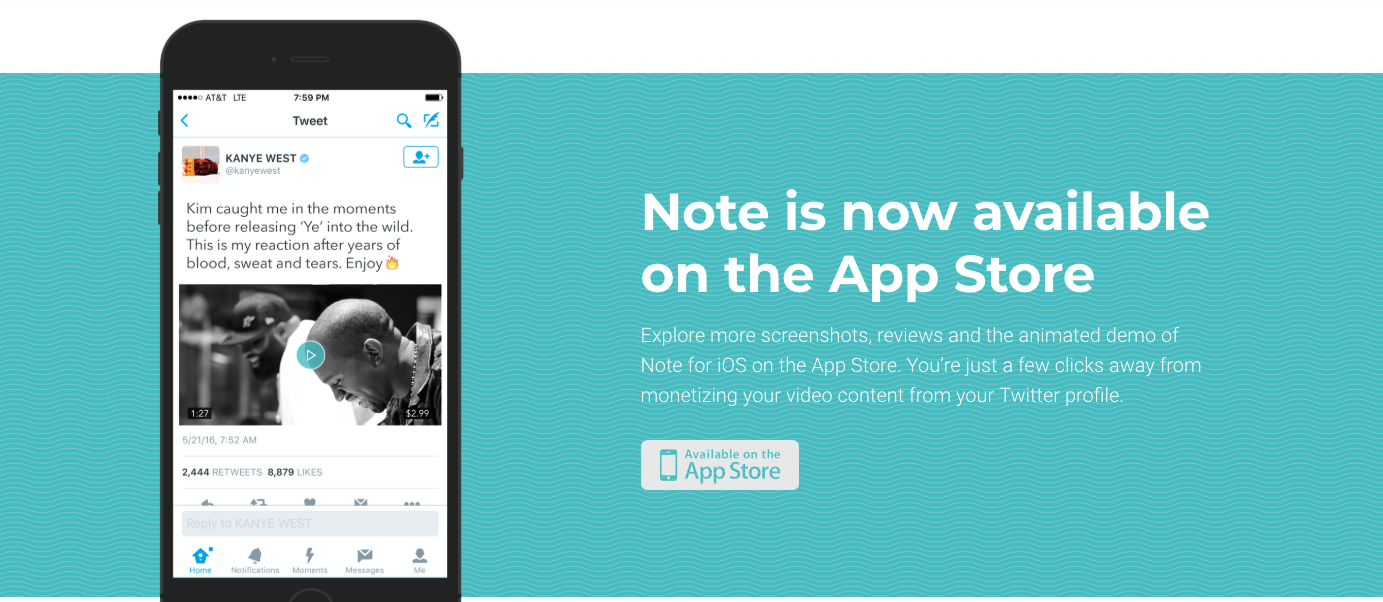 AT&T LTE 7:59 PM
Tweet
KANYE WEST
@kanyewest
Kim caught me in the moments
before releasing ‘Ye’ into the wild.
This is my reaction after years of
blood, sweat and tears. Enjoy🔥
1:27 $2.99
5/21/16, 7:52 AM
2,444 RETWEETS 8,879 LIKES
Reply to KANYE WEST
Home Notifications Moments Messages Me
Note is now available
on the App Store
Explore more screenshots, reviews and the animated demo of
Note for iOS on the App Store. You’re just a few clicks away from
monetizing your video content from your Twitter profile.
Available on the
App Store